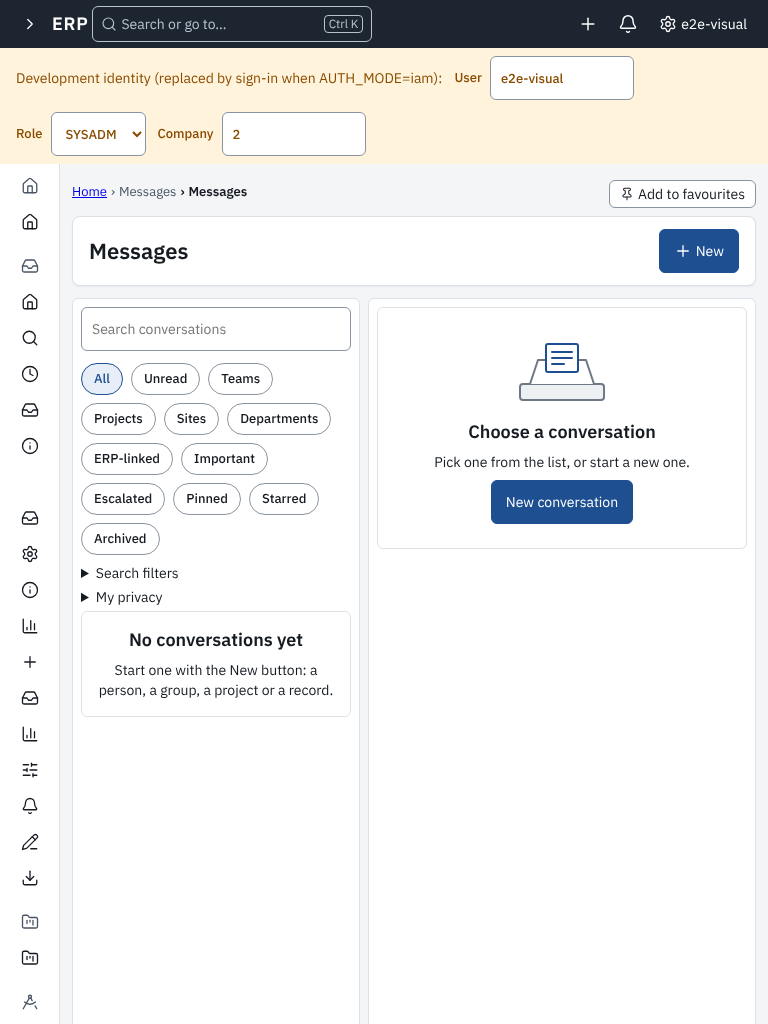 ERP Search or go to... Ctrl K e2e-visual
Development identity (replaced by sign-in when AUTH_MODE=iam): User e2e-visual
Role SYSADM Company 2
Home › Messages › Messages
Add to favourites
Messages
New
Search conversations
All Unread Teams
Projects Sites Departments
ERP-linked Important
Escalated Pinned Starred
Archived
Search filters
My privacy
No conversations yet
Start one with the New button: a
person, a group, a project or a record.
Choose a conversation
Pick one from the list, or start a new one.
New conversation